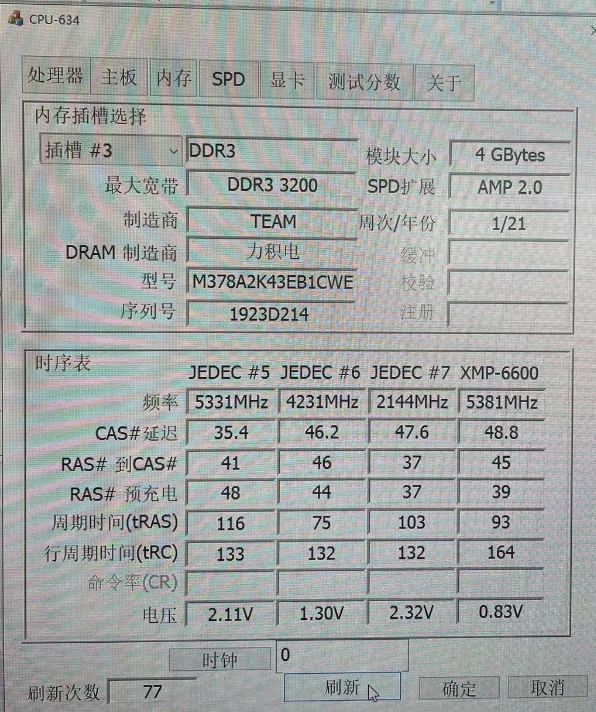 CPU-634
处理器 主板 内存 SPD 显卡 测试分数 关于
内存插槽选择
插槽 #3 DDR3 模块大小 4 GBytes
最大宽带 DDR3 3200 SPD扩展 AMP 2.0
制造商 TEAM 周次/年份 1/21
DRAM 制造商 力积电 缓冲
型号 M378A2K43EB1CWE 校验
序列号 1923D214 注册
时序表
JEDEC #5 JEDEC #6 JEDEC #7 XMP-6600
频率 5331MHz 4231MHz 2144MHz 5381MHz
CAS#延迟 35.4 46.2 47.6 48.8
RAS# 到CAS# 41 46 37 45
RAS# 预充电 48 44 37 39
周期时间(tRAS) 116 75 103 93
行周期时间(tRC) 133 132 132 164
命令率(CR)
电压 2.11V 1.30V 2.32V 0.83V
时钟 0
刷新次数 77 刷新 确定 取消